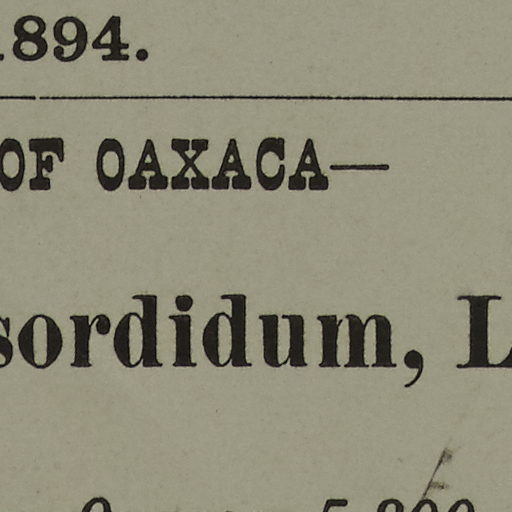 1894.
OF OAXACA—
sordidum, L